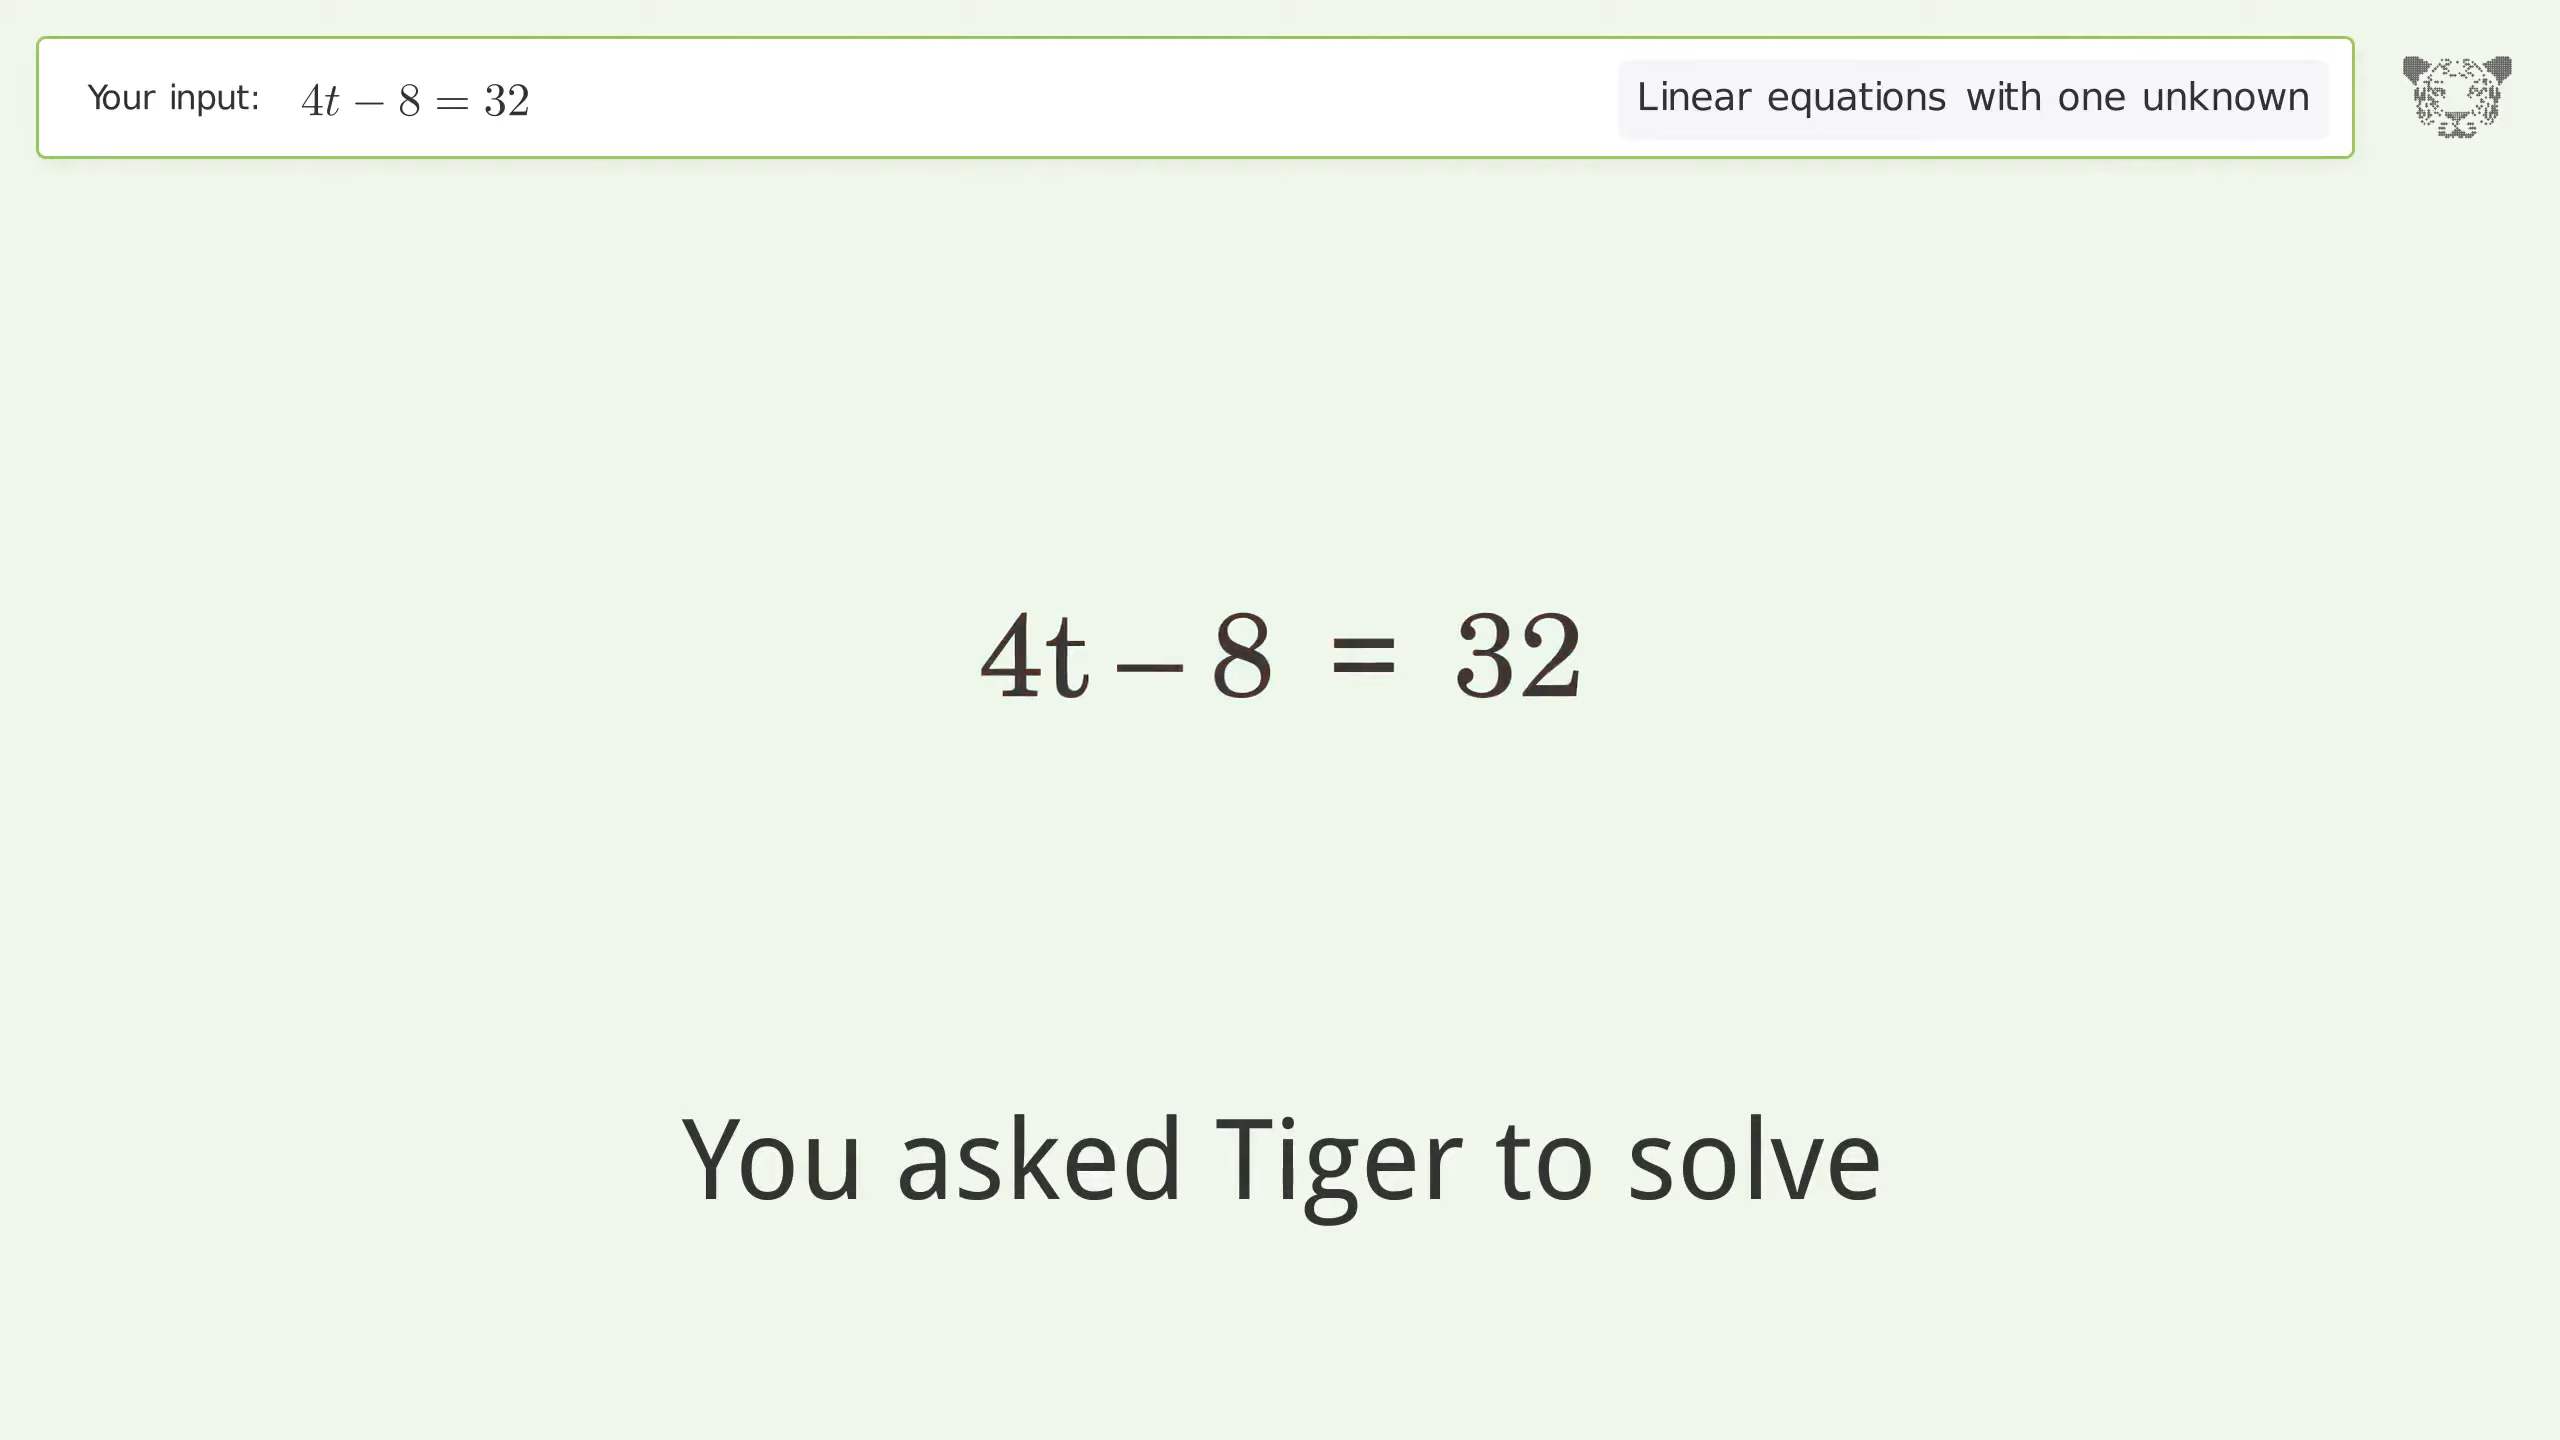 Your input: 4t − 8 = 32
Linear equations with one unknown
4t − 8 = 32
You asked Tiger to solve